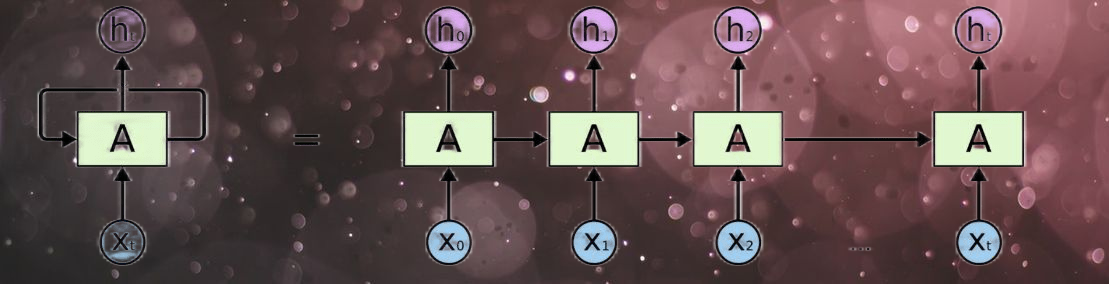 hₜ h₀ h₁ h₂ hₜ
A = A A A A
xₜ x₀ x₁ x₂ ....
xₜ